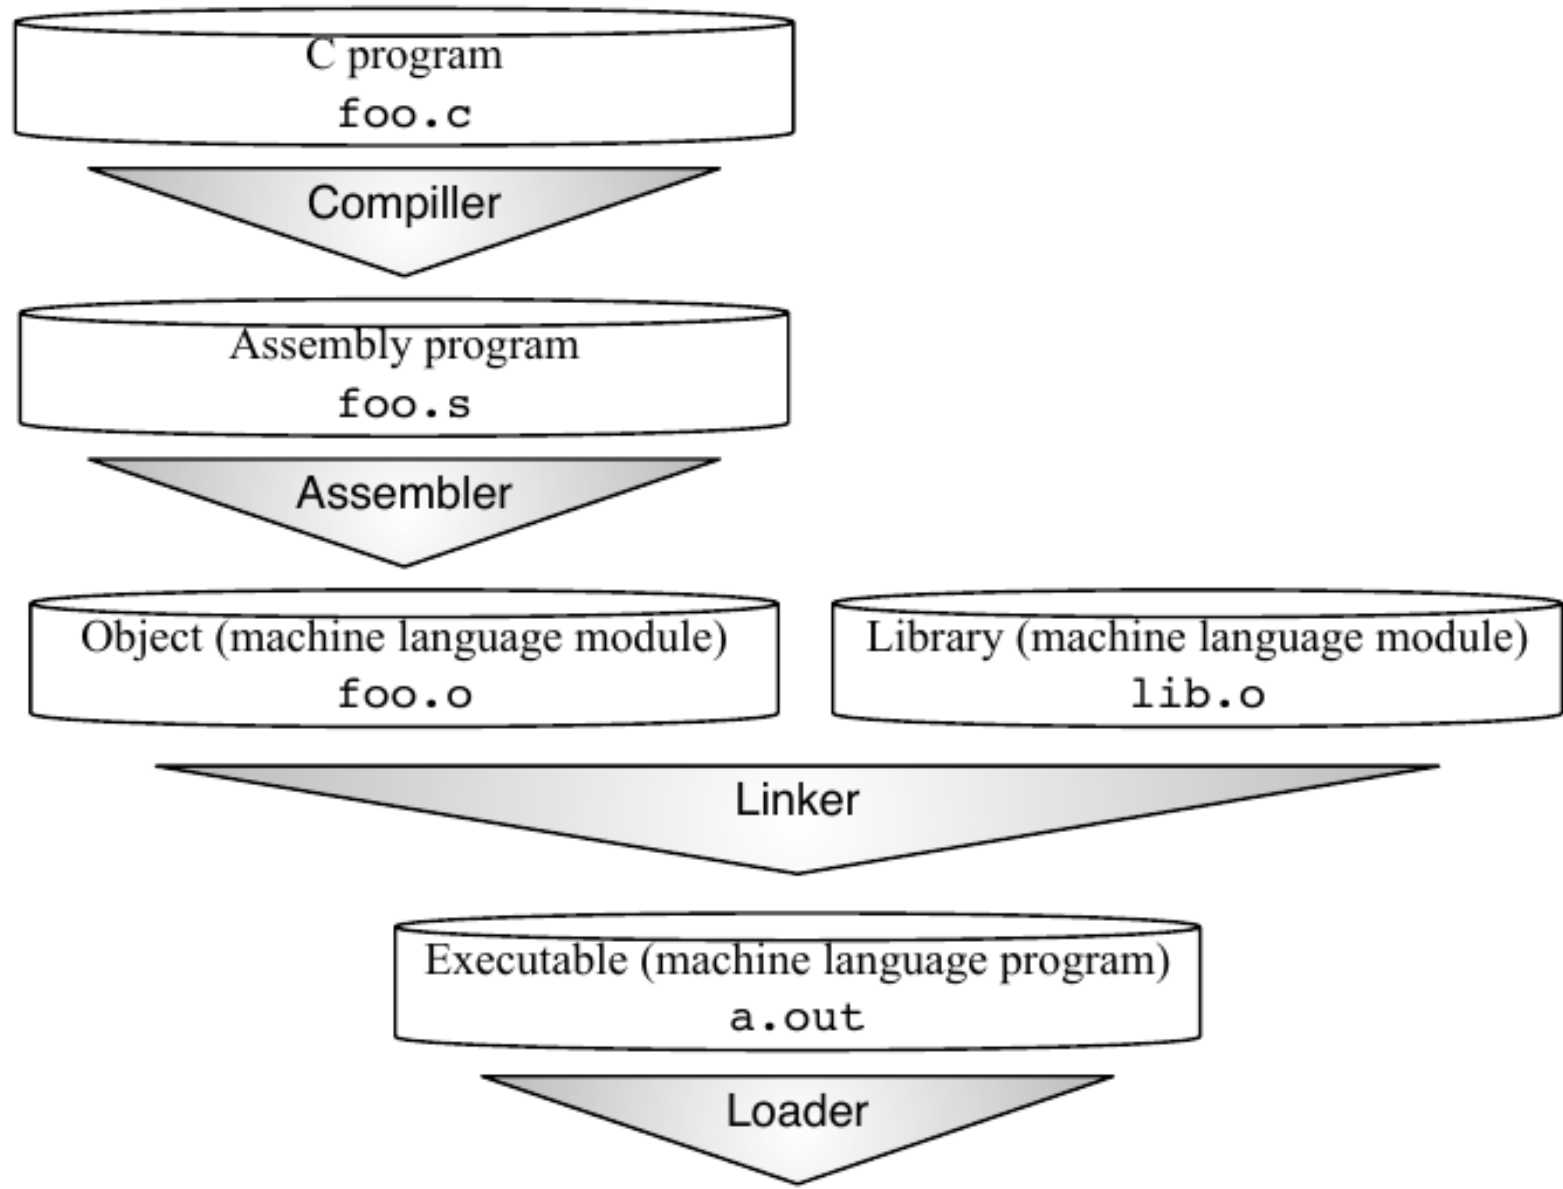 C program
foo.c
Compiller
Assembly program
foo.s
Assembler
Object (machine language module)
foo.o
Library (machine language module)
lib.o
Linker
Executable (machine language program)
a.out
Loader